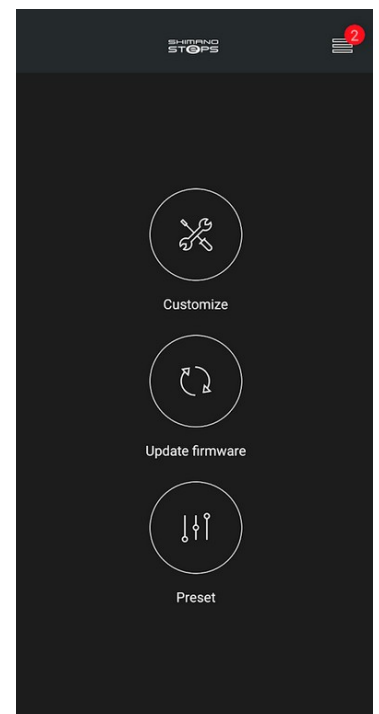 SHIMANO
STEPS
2
Customize
Update firmware
Preset